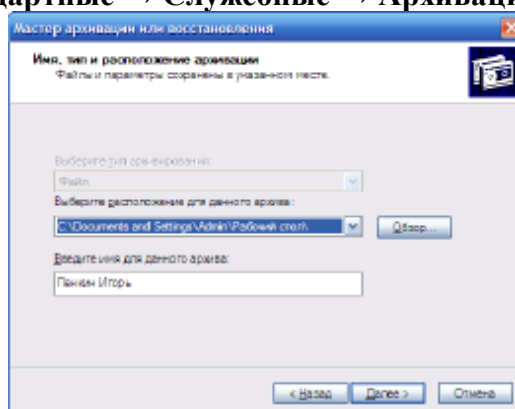 дартные → Служебные → Архиваци
Мастер архивации или восстановления
Имя, тип и расположение архивации
Файлы и параметры сохранены в указанном месте.
Выберите тип архивирования:
Файл
Выберите расположение для данного архива:
C:\Documents and Settings\Admin\Рабочий стол\
Обзор...
Введите имя для данного архива:
Игорь
< Назад
Далее >
Отмена